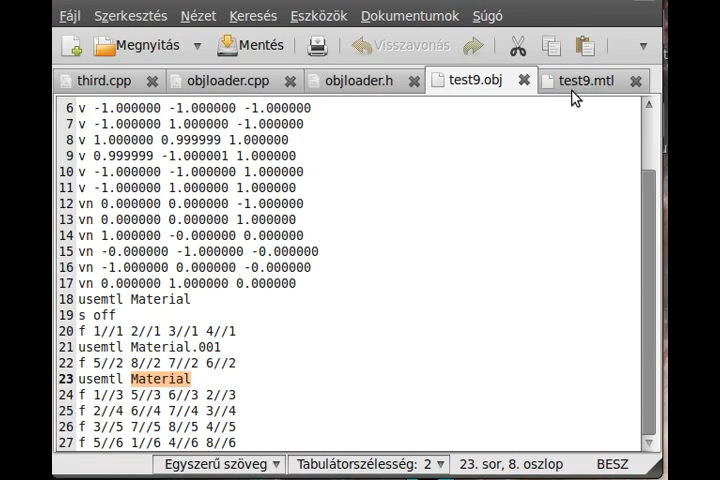 Fájl Szerkesztés Nézet Keresés Eszközök Dokumentumok Súgó
Megnyitás Mentés Visszavonás
third.cpp objloader.cpp objloader.h test9.obj test9.mtl
6 v -1.000000 -1.000000 -1.000000
7 v -1.000000 1.000000 -1.000000
8 v 1.000000 0.999999 1.000000
9 v 0.999999 -1.000001 1.000000
10 v -1.000000 -1.000000 1.000000
11 v -1.000000 1.000000 1.000000
12 vn 0.000000 0.000000 -1.000000
13 vn 0.000000 0.000000 1.000000
14 vn 1.000000 -0.000000 0.000000
15 vn -0.000000 -1.000000 -0.000000
16 vn -1.000000 0.000000 -0.000000
17 vn 0.000000 1.000000 0.000000
18 usemtl Material
19 s off
20 f 1//1 2//1 3//1 4//1
21 usemtl Material.001
22 f 5//2 8//2 7//2 6//2
23 usemtl Material
24 f 1//3 5//3 6//3 2//3
25 f 2//4 6//4 7//4 3//4
26 f 3//5 7//5 8//5 4//5
27 f 5//6 1//6 4//6 8//6
Egyszerű szöveg Tabulátorszélesség: 2 23. sor, 8. oszlop BESZ